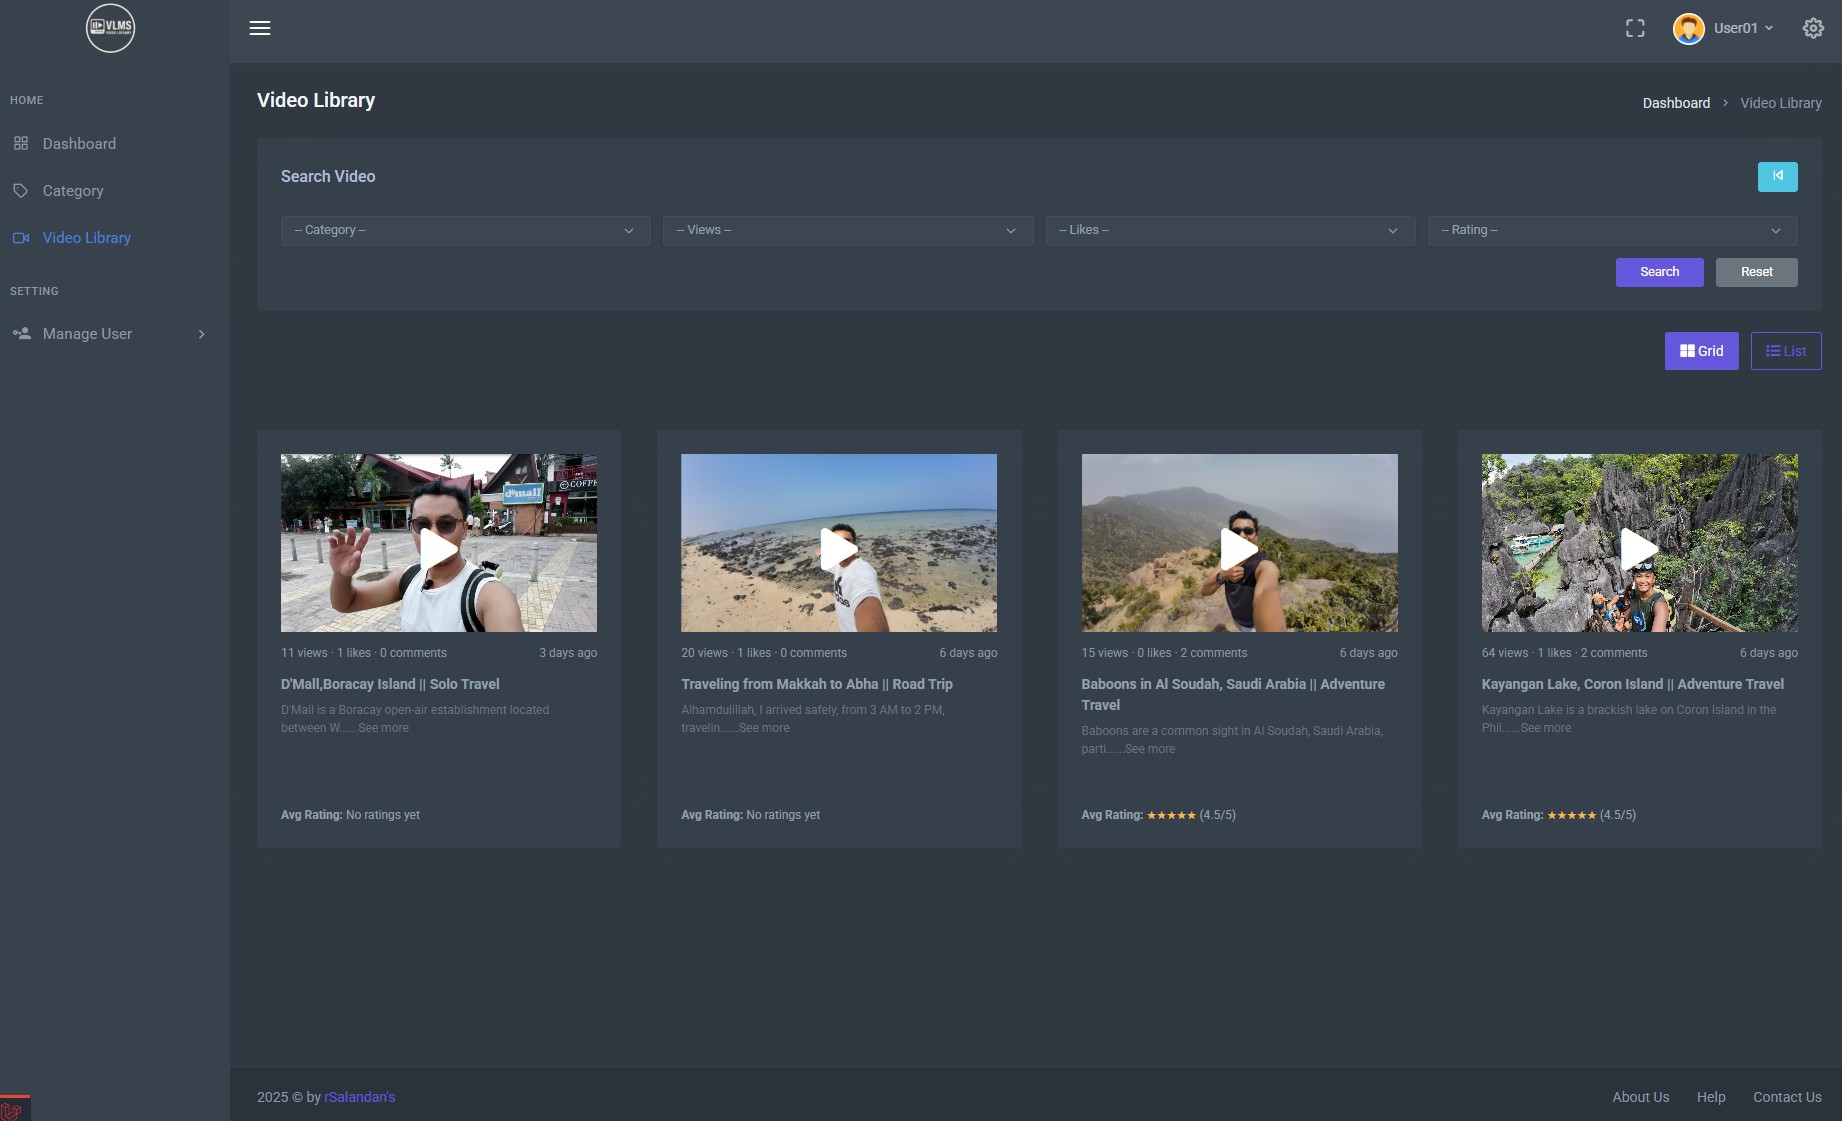 VLMS
VIDEO LIBRARY
User01
HOME
Dashboard
Category
Video Library
SETTING
Manage User
Video Library
Dashboard > Video Library
Search Video
-- Category --
-- Views --
-- Likes --
-- Rating --
Search
Reset
Grid
List
d*mall
COFFE
11 views · 1 likes · 0 comments
3 days ago
D'Mall,Boracay Island || Solo Travel
D'Mall is a Boracay open-air establishment located
between W......See more
Avg Rating: No ratings yet
20 views · 1 likes · 0 comments
6 days ago
Traveling from Makkah to Abha || Road Trip
Alhamdulillah, I arrived safely, from 3 AM to 2 PM,
travelin......See more
Avg Rating: No ratings yet
15 views · 0 likes · 2 comments
6 days ago
Baboons in Al Soudah, Saudi Arabia || Adventure
Travel
Baboons are a common sight in Al Soudah, Saudi Arabia,
parti......See more
Avg Rating: ★★★★★ (4.5/5)
64 views · 1 likes · 2 comments
6 days ago
Kayangan Lake, Coron Island || Adventure Travel
Kayangan Lake is a brackish lake on Coron Island in the
Phil......See more
Avg Rating: ★★★★★ (4.5/5)
2025 © by rSalandan's
About Us
Help
Contact Us